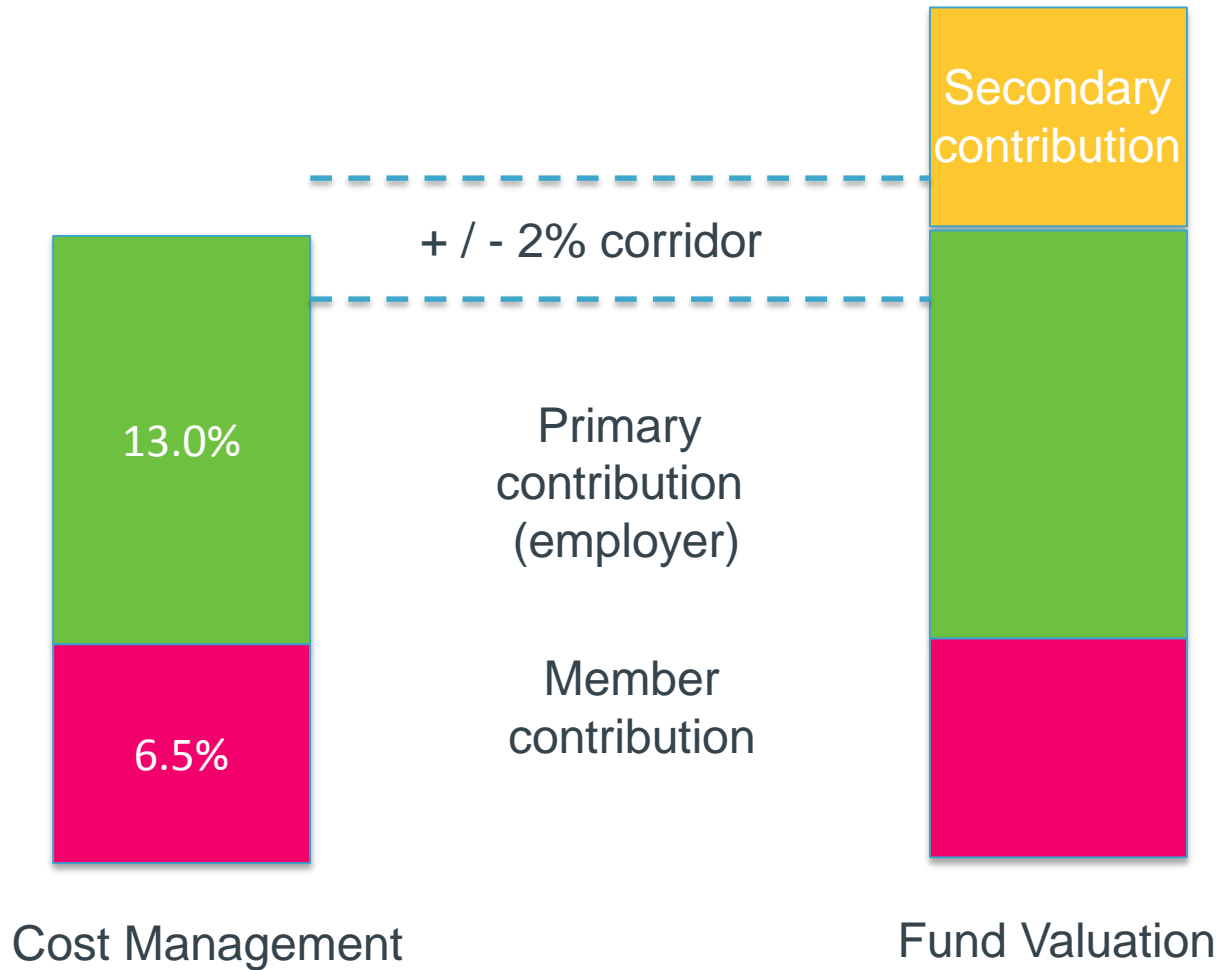 Secondary
contribution
+ / - 2% corridor
13.0%
Primary
contribution
(employer)
Member
contribution
6.5%
Cost Management
Fund Valuation